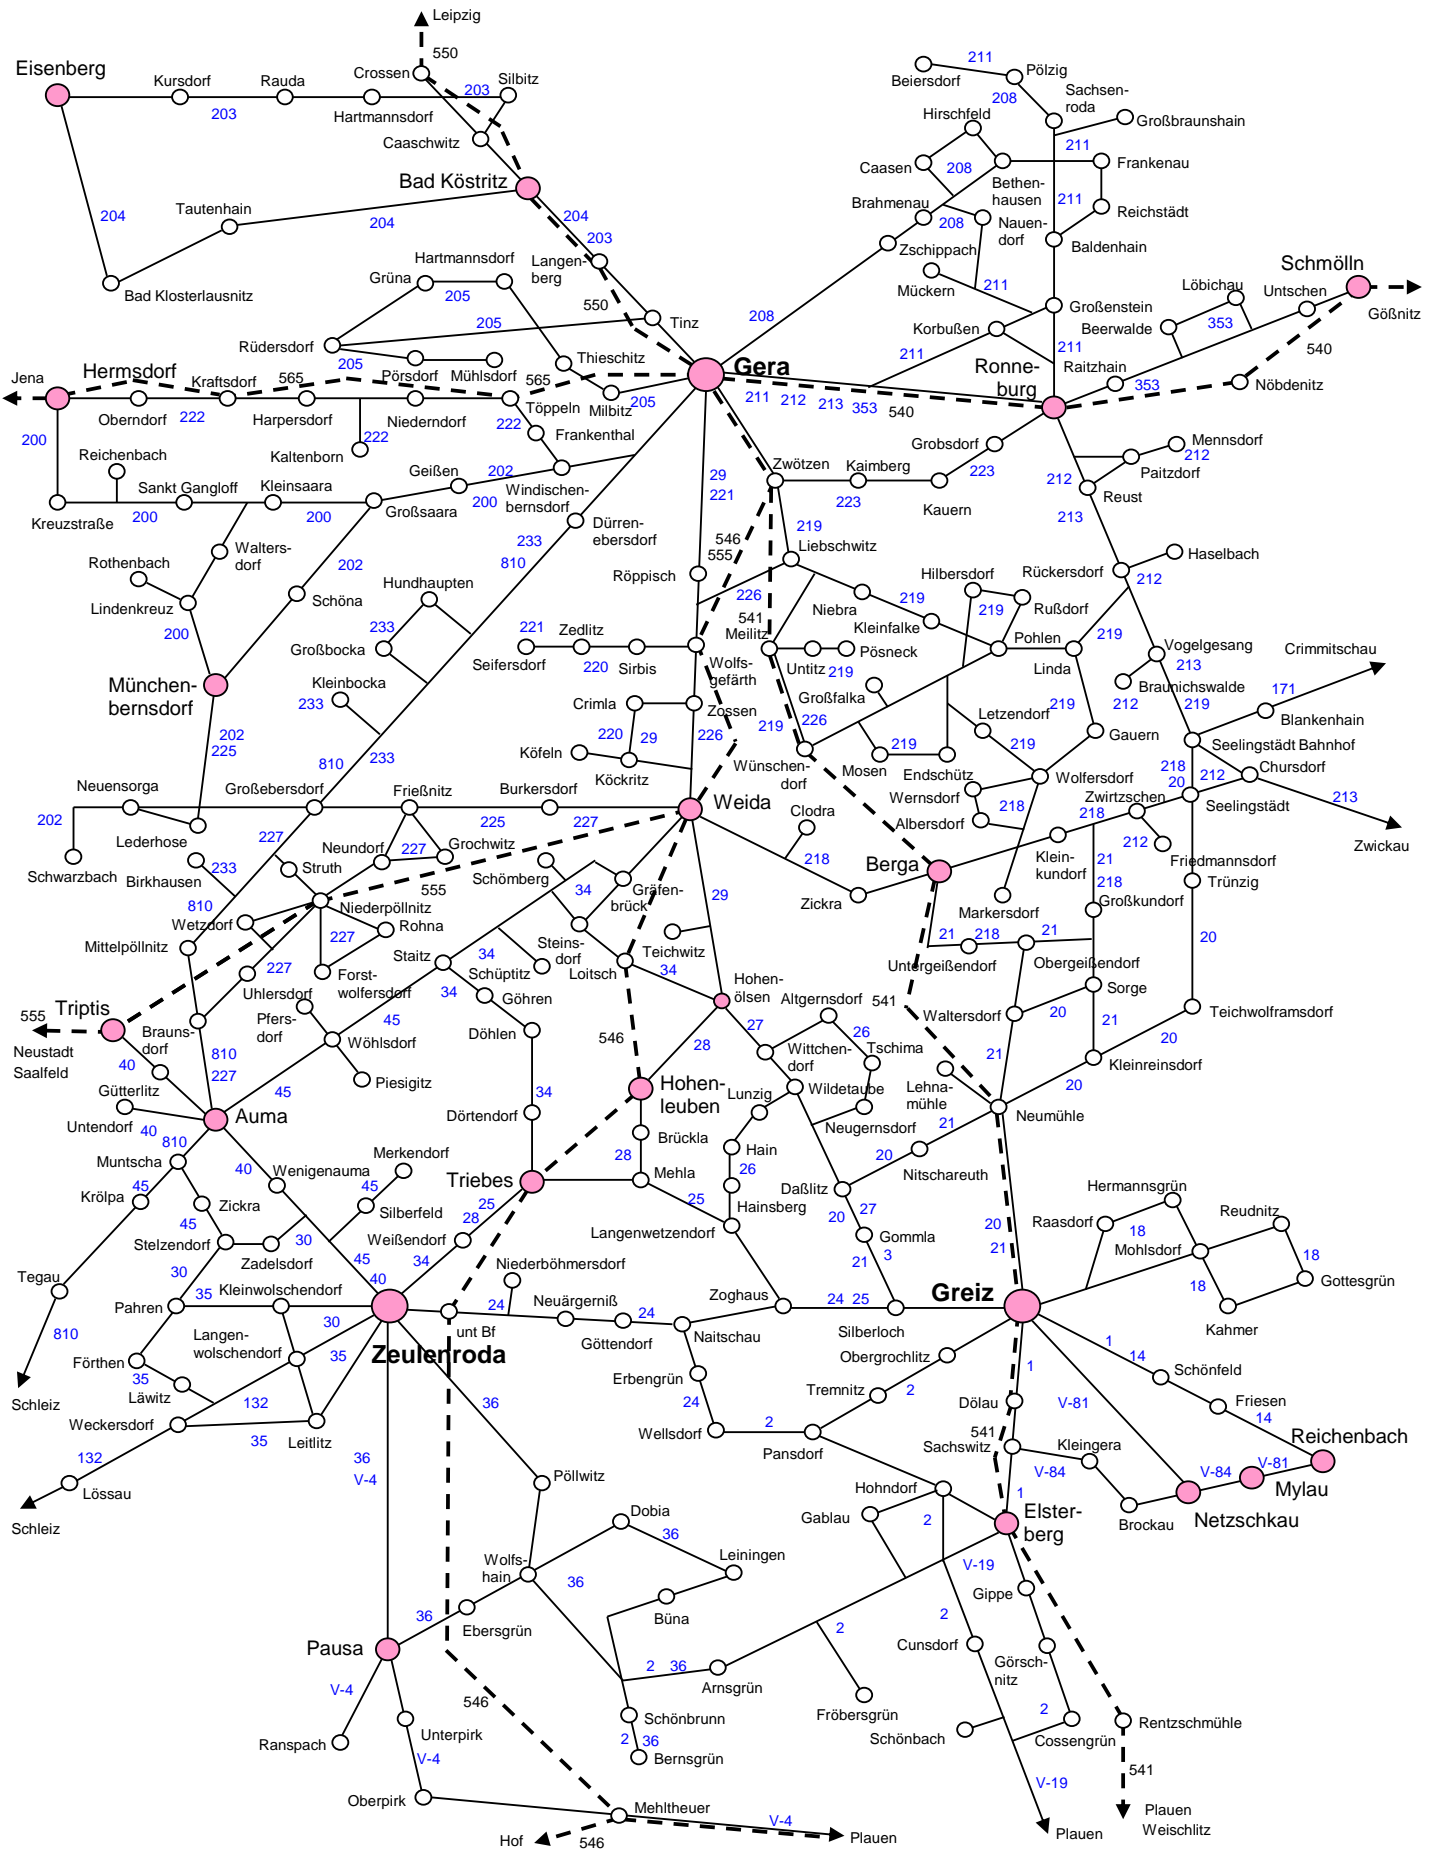 Leipzig
550
Eisenberg
Kursdorf
Rauda
Crossen
Silbitz
203
203
Hartmannsdorf
Caaschwitz
Bad Köstritz
204
Tautenhain
204
204
203
Bad Klosterlausnitz
Langen-
berg
Hartmannsdorf
Grüna
205
550
205
Tinz
Rüdersdorf
205
Pörsdorf
Mühlsdorf
Thieschitz
Milbitz
205
Gera
211
Beiersdorf
Pölzig
208
Sachsen-
roda
Großbraunshain
Hirschfeld
211
Caasen
208
Frankenau
Bethen-
hausen
211
Brahmenau
208
Nauen-
dorf
Reichstädt
Zschippach
Baldenhain
Mückern
211
Großenstein
208
Korbußen
211
211
Schmölln
Löbichau
Untschen
Beerwalde
353
Gößnitz
540
Raitzhain
353
Nöbdenitz
Ronne-
burg
211
212
213
353
540
Jena
Hermsdorf
Kraftsdorf
565
565
Oberndorf
222
Harpersdorf
222
Niederndorf
Töppeln
222
Kaltenborn
Frankenthal
200
Reichenbach
Geißen
202
200
Windischen-
bernsdorf
Sankt Gangloff
Kleinsaara
Kreuzstraße
200
200
Großsaara
Dürren-
ebersdorf
233
810
29
221
Zwötzen
Kaimberg
223
Kauern
223
Grobsdorf
Mennsdorf
212
Paitzdorf
212
Reust
213
Walters-
dorf
Rothenbach
Lindenkreuz
200
202
Schöna
Hundhaupten
233
Großbocka
Kleinbocka
233
546
555
Röppisch
219
Liebschwitz
226
541
Niebra
219
Kleinfalke
Hilbersdorf
219
Rußdorf
Rückersdorf
Haselbach
212
Meilitz
Untitz
219
Pösneck
Pohlen
219
Linda
Vogelgesang
213
Braunichswalde
212
219
Crimmitschau
171
Blankenhain
221
Zedlitz
Seifersdorf
220
Sirbis
Wolfs-
gefärth
Großfalka
219
226
Letzendorf
219
219
Gauern
Seelingstädt Bahnhof
München-
bernsdorf
202
225
Crimla
Zossen
220
29
226
Köfeln
Köckritz
Wünschen-
dorf
Mosen
219
Endschütz
Wolfersdorf
218
20
212
Chursdorf
Seelingstädt
213
Zwickau
810
233
Neuensorga
Großebersdorf
Frießnitz
Burkersdorf
Weida
202
Lederhose
227
225
227
Neundorf
227
Grochwitz
Schwarzbach
233
Birkhausen
Struth
555
Schömberg
34
Gräfen-
brück
Clodra
218
Zickra
Berga
Wernsdorf
218
Albersdorf
Zwirtzschen
218
212
Friedmannsdorf
Klein-
kundorf
21
218
Trünzig
Markersdorf
Großkundorf
29
810
Wetzdorf
Niederpöllnitz
Rohna
227
Mittelpöllnitz
227
Forst-
wolfersdorf
Staitz
34
Steins-
dorf
Schüptitz
Loitsch
Teichwitz
34
21
218
21
Untergeißendorf
Obergeißendorf
20
Uhlersdorf
34
Göhren
Hohen-
ölsen
Altgernsdorf
541
Waltersdorf
Sorge
20
21
Teichwolframsdorf
Triptis
555
Neustadt
Saalfeld
Brauns-
dorf
Pfers-
dorf
45
Wöhlsdorf
Döhlen
546
27
26
Wittchen-
dorf
Tschima
21
20
Kleinreinsdorf
40
810
227
Gütterlitz
Piesigitz
45
28
34
Hohen-
leuben
Lunzig
Wildetaube
Lehna-
mühle
20
Neumühle
Untendorf
40
Auma
810
Dörtendorf
Brückla
Neugernsdorf
21
Muntscha
40
Wenigenauma
Merkendorf
Hain
28
26
20
Nitschareuth
Krölpa
45
45
Triebes
Mehla
Daßlitz
Zickra
Silberfeld
25
25
Hainsberg
28
27
20
Hermannsgrün
45
Raasdorf
18
Reudnitz
Stelzendorf
30
Weißendorf
Langenwetzendorf
Gommla
20
21
Mohlsdorf
Zadelsdorf
45
34
21
3
18
30
40
Niederböhmersdorf
18
Gottesgrün
Tegau
35
Kleinwolschendorf
Zoghaus
24 25
Greiz
Pahren
30
24
Neuärgerniß
24
Silberloch
Kahmer
unt Bf
Göttendorf
Naitschau
810
Langen-
wolschendorf
35
Zeulenroda
Obergrochlitz
1
1
14
Förthen
35
Erbengrün
Tremnitz
2
Schönfeld
Schleiz
Läwitz
132
36
24
Dölau
V-81
Friesen
14
Weckersdorf
35
Leitlitz
Wellsdorf
2
Pansdorf
541
Sachswitz
Kleingera
Reichenbach
132
36
V-4
V-84
V-84
V-81
Mylau
Pöllwitz
Lössau
Schleiz
Hohndorf
1
Brockau
Netzschkau
Dobia
36
Gablau
2
Elster-
berg
Wolfs-
hain
Leiningen
36
V-19
Gippe
36
Büna
Ebersgrün
2
2
Cunsdorf
Pausa
2 36
Arnsgrün
Görsch-
nitz
V-4
546
Fröbersgrün
2
Schönbrunn
Schönbach
Rentzschmühle
Ranspach
Unterpirk
2
36
Cossengrün
V-4
Bernsgrün
541
V-19
Oberpirk
Mehltheuer
V-4
Plauen
Weischlitz
Hof
546
Plauen
Plauen